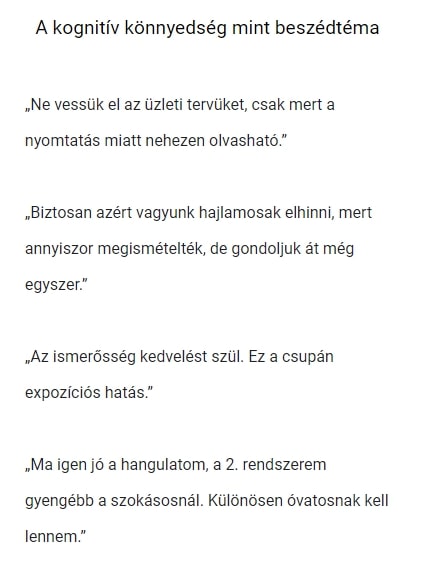 A kognitív könnyedség mint beszédtéma
„Ne vessük el az üzleti tervüket, csak mert a
nyomtatás miatt nehezen olvasható.”
„Biztosan azért vagyunk hajlamosak elhinni, mert
annyiszor megismételték, de gondoljuk át még
egyszer.”
„Az ismerősség kedvelést szül. Ez a csupán
expozíciós hatás.”
„Ma igen jó a hangulatom, a 2. rendszerem
gyengébb a szokásosnál. Különösen óvatosnak kell
lennem.”